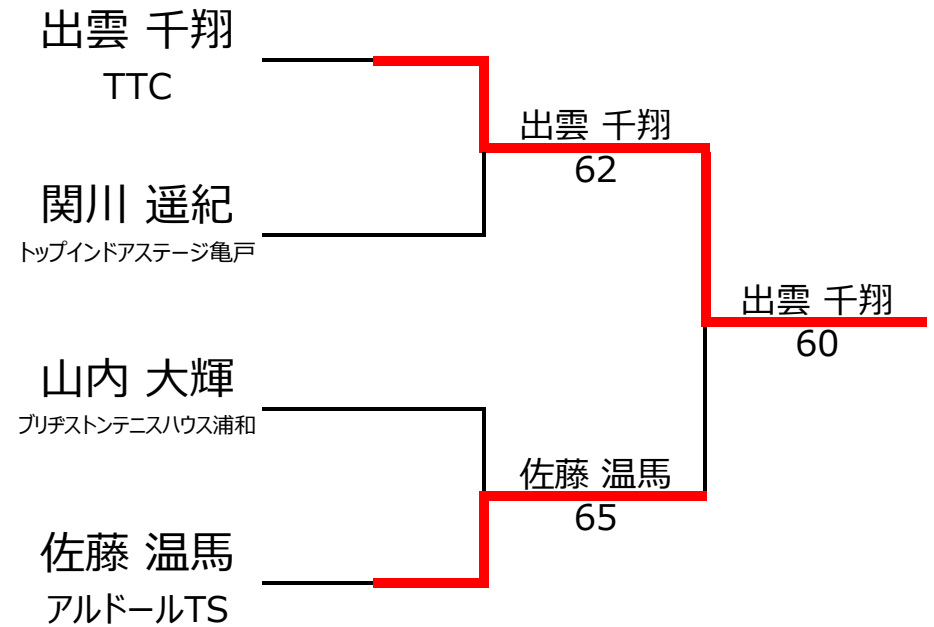 出雲 千翔
TTC
出雲 千翔
62
関川 遥紀
トップインドアステージ亀戸
出雲 千翔
60
山内 大輝
ブリヂストンテニスハウス浦和
佐藤 温馬
65
佐藤 温馬
アルドールTS